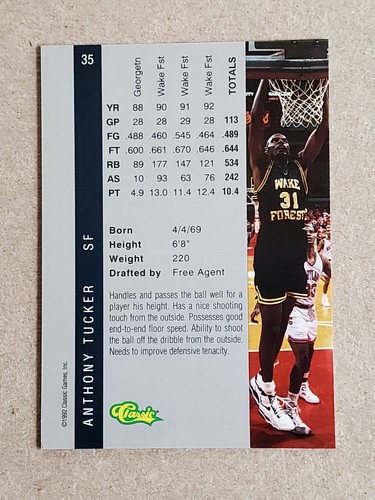 35
ANTHONY TUCKER SF
©1992 Classic Games, Inc.
Georgetn Wake Fst Wake Fst Wake Fst TOTALS
YR 88 90 91 92
GP 28 28 29 28 113
FG .488 .460 .545 .464 .489
FT .600 .661 .670 .646 .644
RB 89 177 147 121 534
AS 10 93 63 76 242
PT 4.9 13.0 11.4 12.4 10.4
Born 4/4/69
Height 6'8"
Weight 220
Drafted by Free Agent
Handles and passes the ball well for a
player his height. Has a nice shooting
touch from the outside. Possesses good
end-to-end floor speed. Ability to shoot
the ball off the dribble from the outside.
Needs to improve defensive tenacity.
Classic
WAKE
31
FOREST